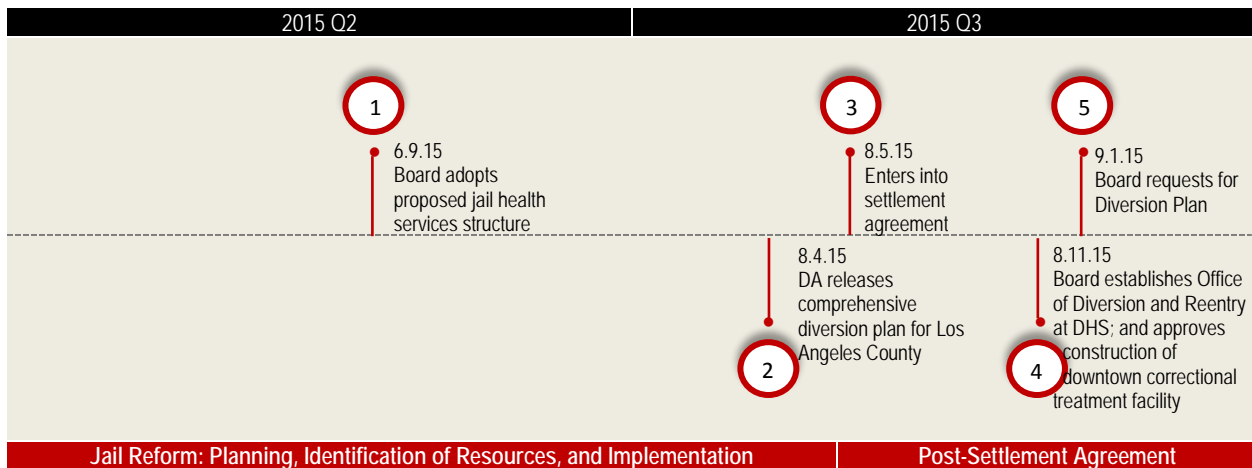 2015 Q2
2015 Q3
1
6.9.15
Board adopts
proposed jail health
services structure
3
8.5.15
Enters into
settlement
agreement
5
9.1.15
Board requests for
Diversion Plan
8.4.15
DA releases
comprehensive
diversion plan for Los
Angeles County
2
8.11.15
Board establishes Office
of Diversion and Reentry
at DHS; and approves
construction of
downtown correctional
treatment facility
4
Jail Reform: Planning, Identification of Resources, and Implementation
Post-Settlement Agreement